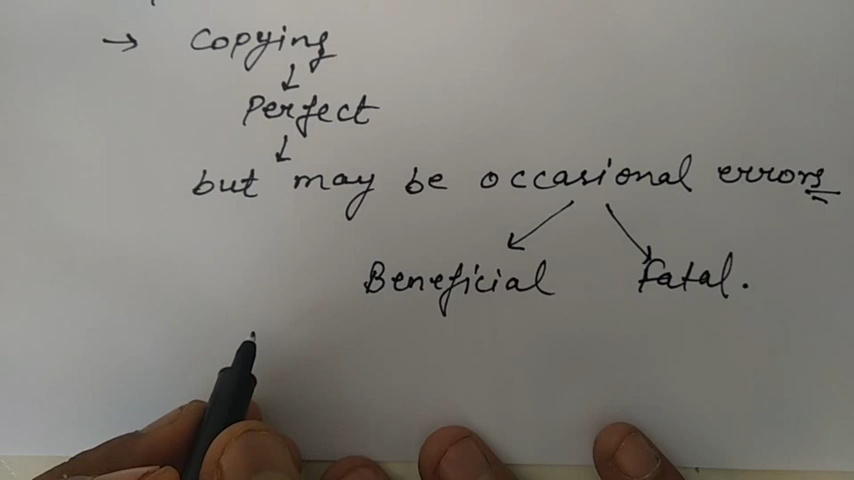 → Copying
↓
Perfect
↓
but may be occasional errors
Beneficial fatal.